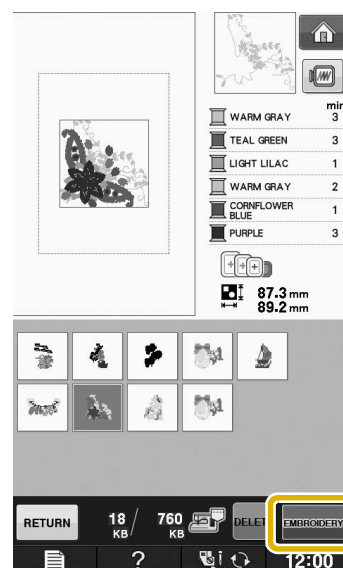 min
WARM GRAY 3
TEAL GREEN 3
LIGHT LILAC 1
WARM GRAY 2
CORNFLOWER
BLUE 1
PURPLE 3
87.3 mm
89.2 mm
RETURN
18 / 760
KB KB
DELET
EMBROIDERY
?
12:00